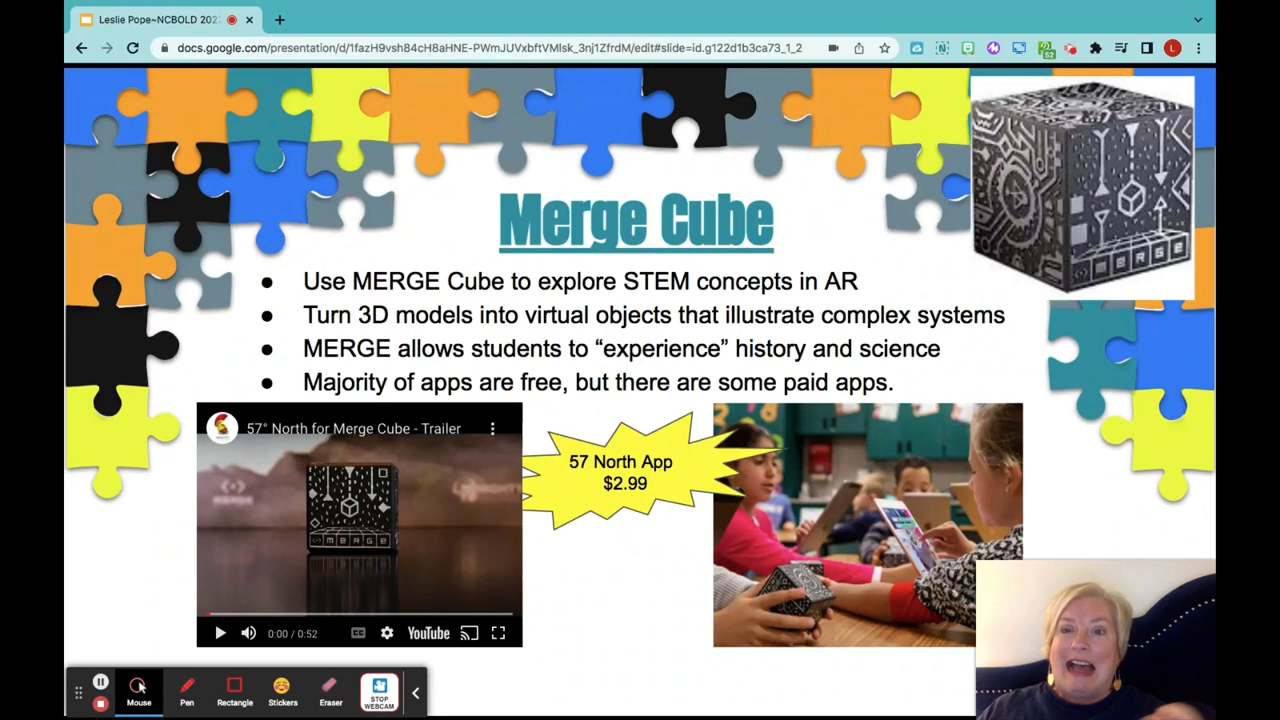 Leslie Pope~NCBOLD 202
docs.google.com/presentation/d/1fazH9vsh84cH8aHNE-PWmJUVxbftVMlsk_3nj1ZfrdM/edit#slide=id.g122d1b3ca73_1_2
52
L
Merge Cube
MERGE
● Use MERGE Cube to explore STEM concepts in AR
● Turn 3D models into virtual objects that illustrate complex systems
● MERGE allows students to “experience” history and science
● Majority of apps are free, but there are some paid apps.
57° North for Merge Cube - Trailer
57 North App
$2.99
MERGE
0:00 / 0:52
CC
YouTube
Mouse
Pen
Rectangle
Stickers
Eraser
STOP
WEBCAM